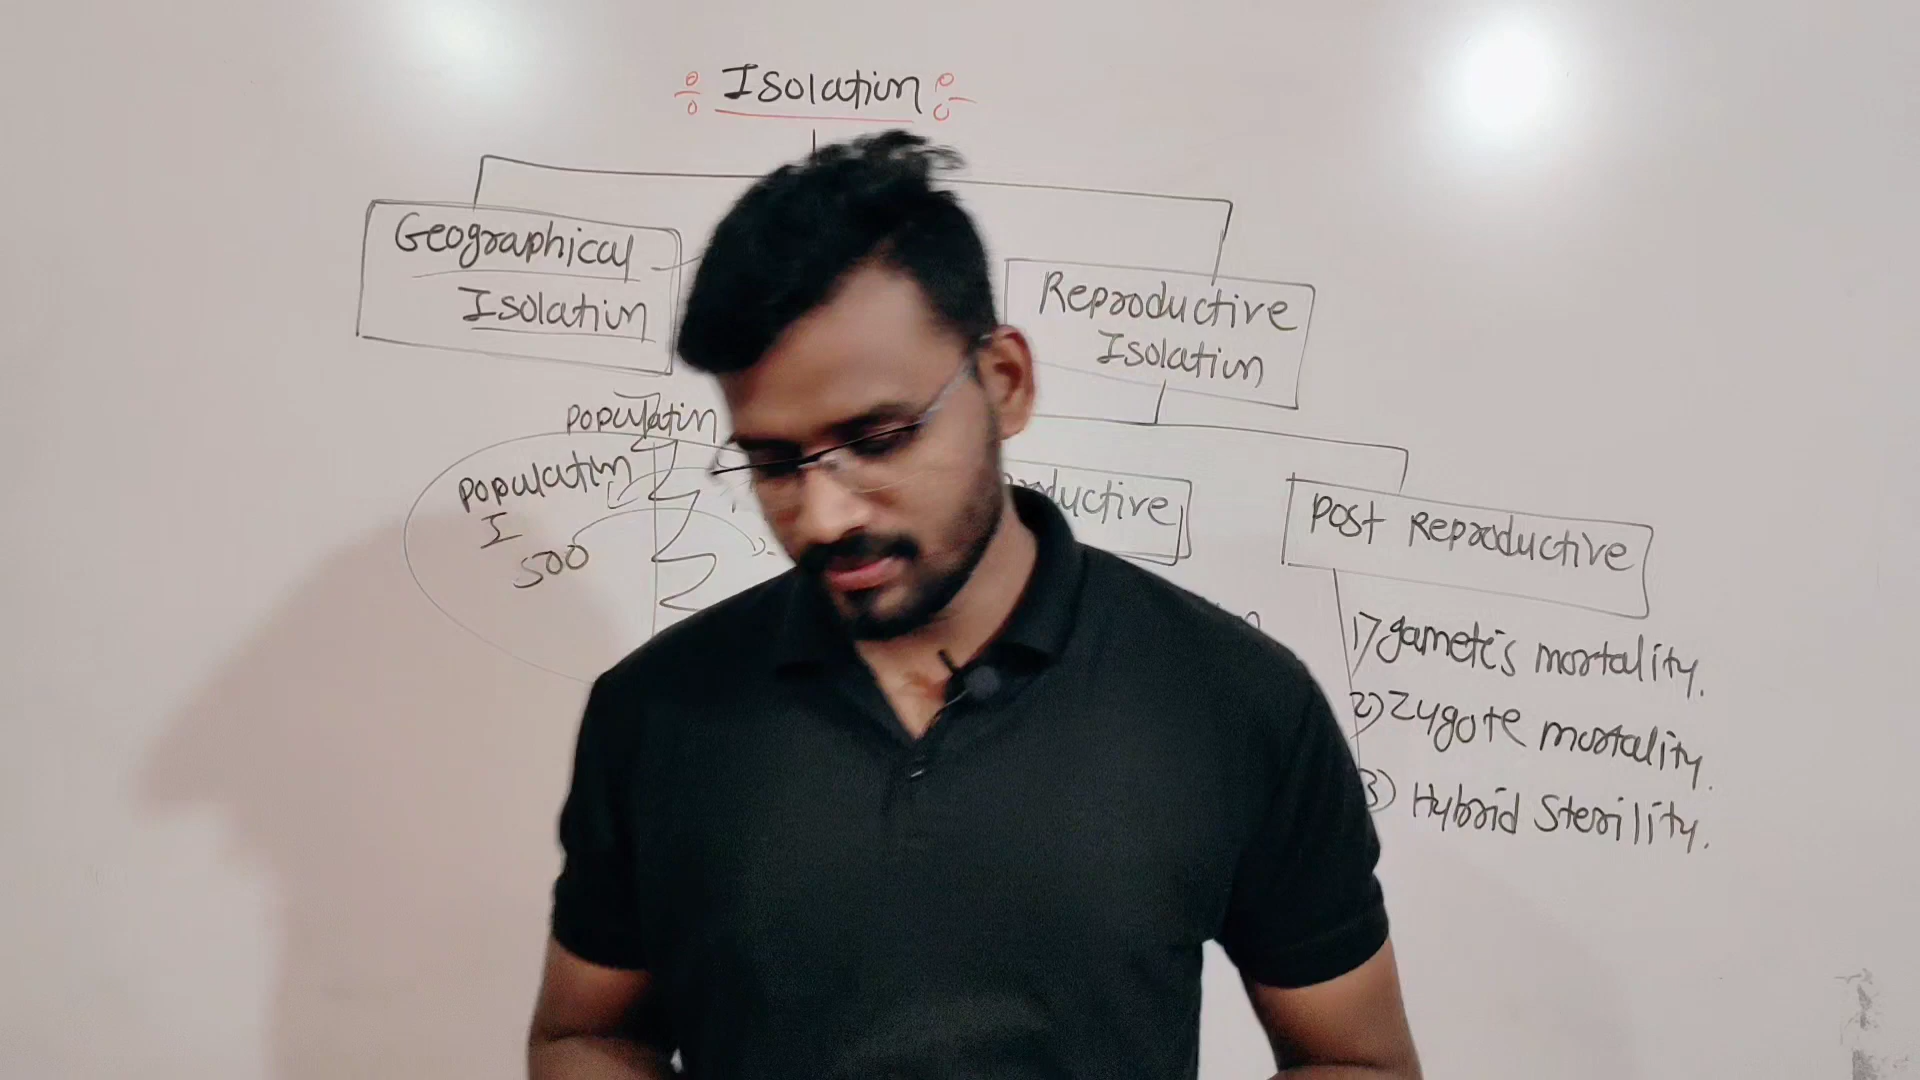 Isolation
Geographical
Isolation
Reproductive
Isolation
population
population
I
500
Post Reproductive
1) gamete's mortality.
2) Zygote mortality.
3) Hybrid Sterility.